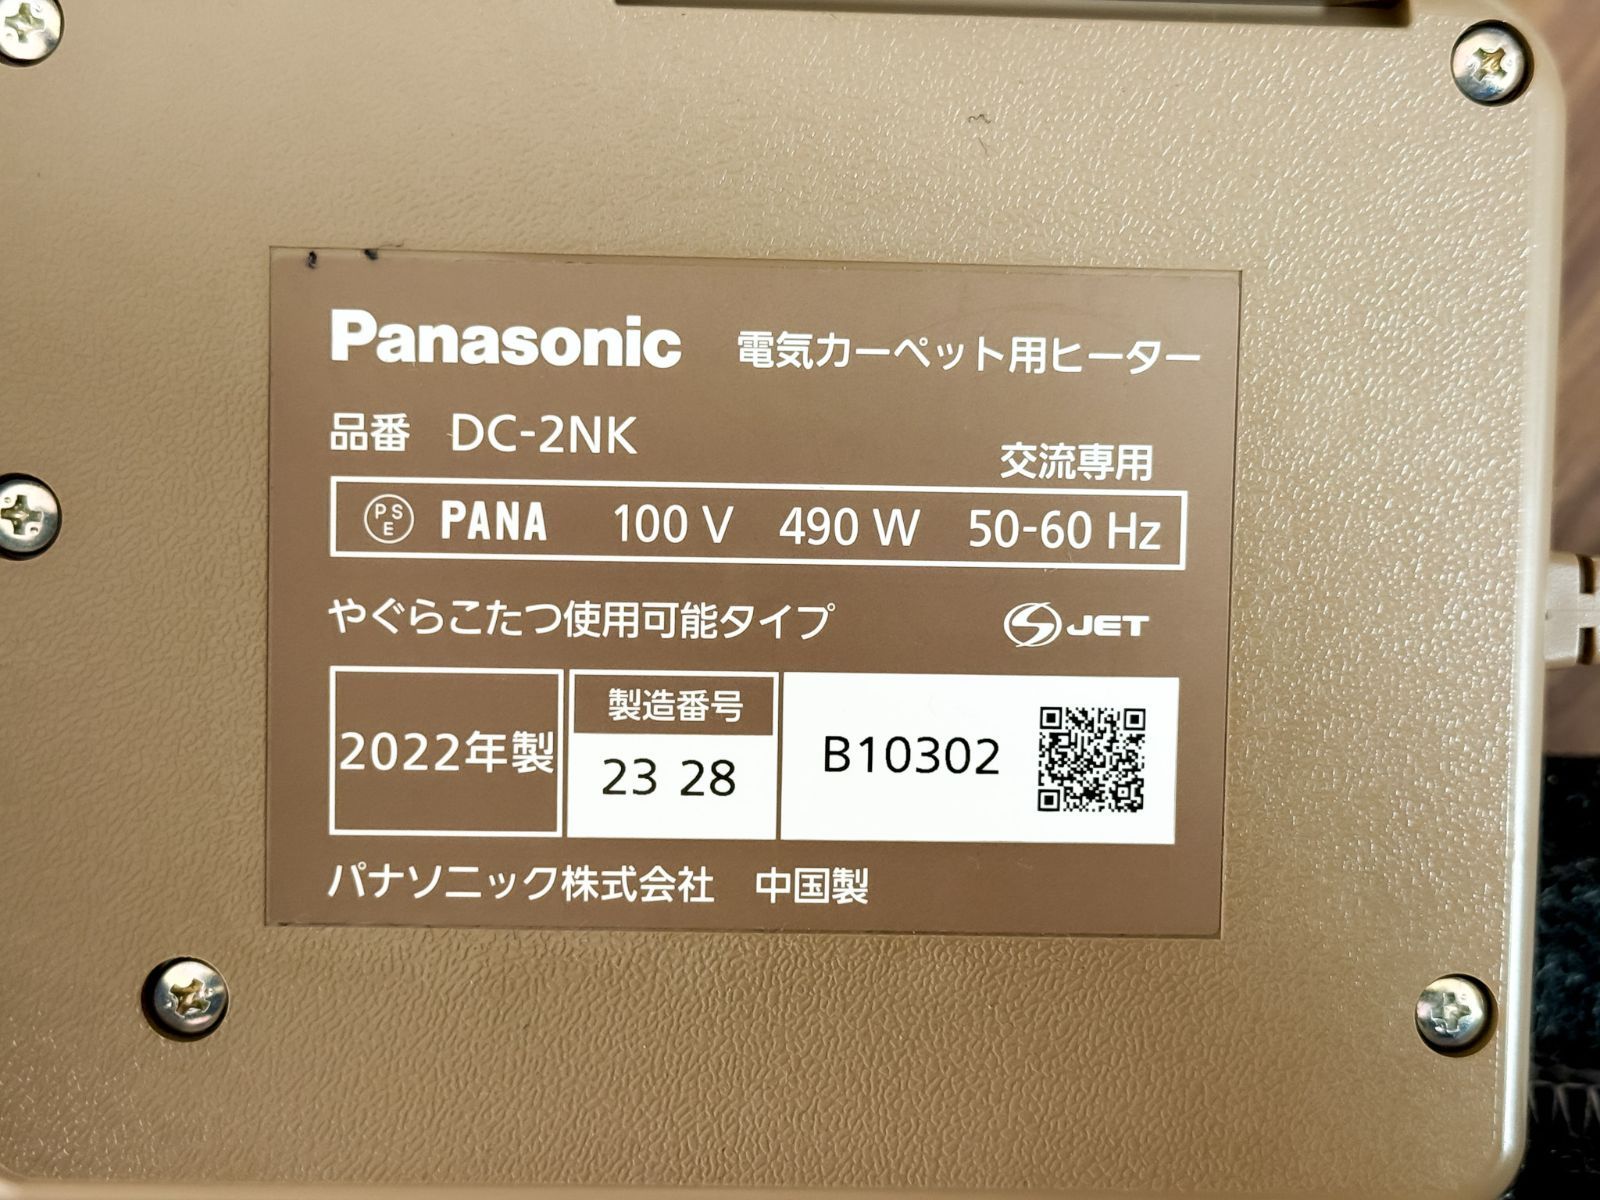 Panasonic 電気カーペット用ヒーター
品番 DC-2NK
交流専用
PSE PANA 100 V 490 W 50-60 Hz
やぐらこたつ使用可能タイプ
S JET
2022年製
製造番号
23 28
B10302
パナソニック株式会社 中国製